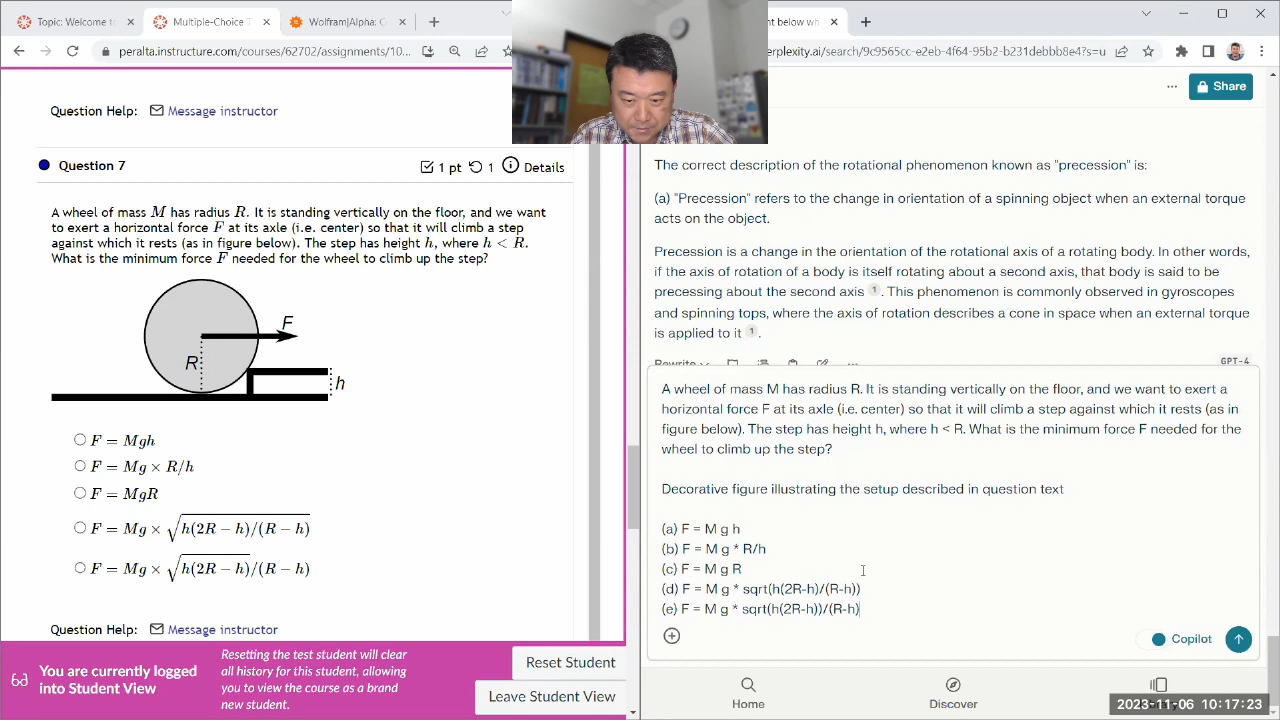 Topic: Welcome to
Multiple-Choice T
Wolfram|Alpha: C
nt below wh
peralta.instructure.com/courses/62702/assignments/10...
erplexity.ai/search/9c9565cc-e2eb-4f64-95b2-b231debbb8e4?s=u
Question Help: Message instructor
Question 7
1 pt 1 Details
A wheel of mass M has radius R. It is standing vertically on the floor, and we want
to exert a horizontal force F at its axle (i.e. center) so that it will climb a step
against which it rests (as in figure below). The step has height h, where h < R.
What is the minimum force F needed for the wheel to climb up the step?
F
R
h
F = Mgh
F = Mg × R/h
F = MgR
F = Mg × √(h(2R − h)/(R − h))
F = Mg × √(h(2R − h))/(R − h)
Question Help: Message instructor
You are currently logged
into Student View
Resetting the test student will clear
all history for this student, allowing
you to view the course as a brand
new student.
Reset Student
Leave Student View
Share
The correct description of the rotational phenomenon known as "precession" is:
(a) "Precession" refers to the change in orientation of a spinning object when an external torque
acts on the object.
Precession is a change in the orientation of the rotational axis of a rotating body. In other words,
if the axis of rotation of a body is itself rotating about a second axis, that body is said to be
precessing about the second axis 1. This phenomenon is commonly observed in gyroscopes
and spinning tops, where the axis of rotation describes a cone in space when an external torque
is applied to it 1.
Rewrite
GPT-4
A wheel of mass M has radius R. It is standing vertically on the floor, and we want to exert a
horizontal force F at its axle (i.e. center) so that it will climb a step against which it rests (as in
figure below). The step has height h, where h < R. What is the minimum force F needed for the
wheel to climb up the step?
Decorative figure illustrating the setup described in question text
(a) F = M g h
(b) F = M g * R/h
(c) F = M g R
(d) F = M g * sqrt(h(2R-h)/(R-h))
(e) F = M g * sqrt(h(2R-h))/(R-h)
Copilot
Home
Discover
2023-11-06 10:17:23